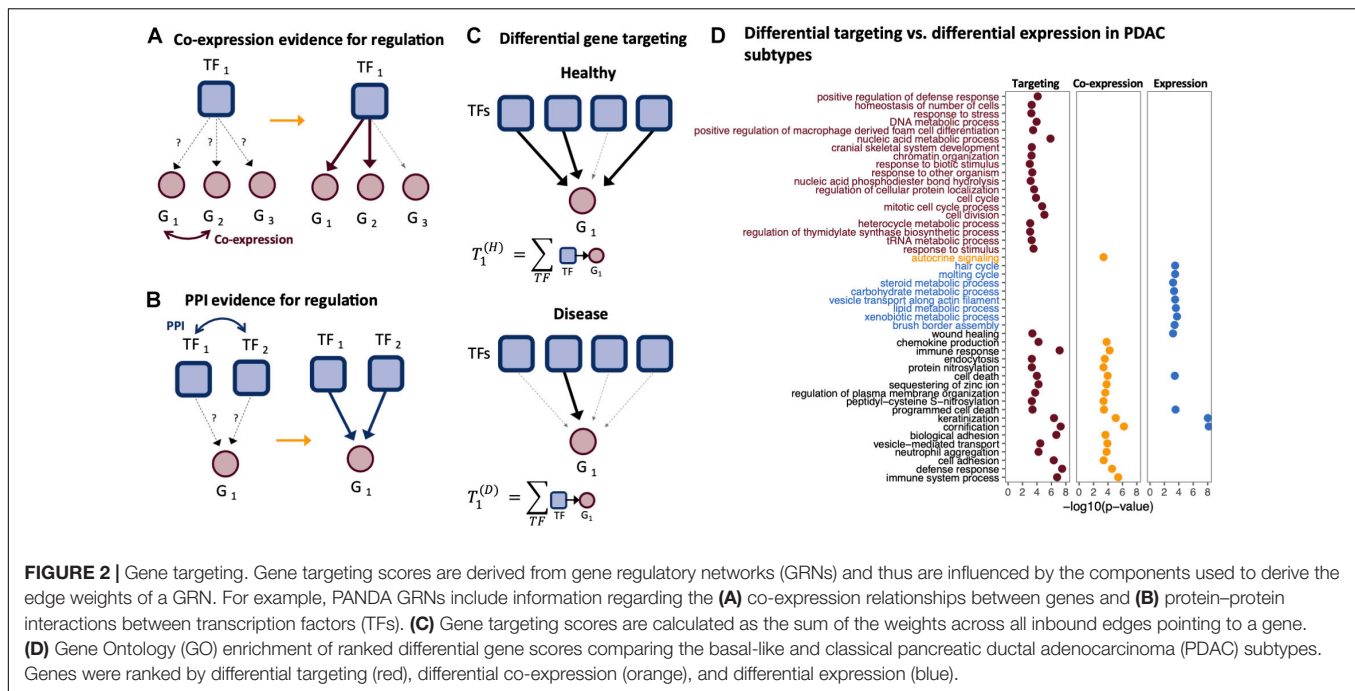 A
Co-expression evidence for regulation
TF 1
TF 1
? ? ?
G 1 G 2 G 3
G 1 G 2 G 3
Co-expression
B
PPI evidence for regulation
PPI
TF 1 TF 2
TF 1 TF 2
? ?
G 1
G 1
C
Differential gene targeting
Healthy
TFs
G 1
T1(H) = ∑TF TF G1
Disease
TFs
G 1
T1(D) = ∑TF TF G1
D
Differential targeting vs. differential expression in PDAC
subtypes
Targeting Co-expression Expression
positive regulation of defense response
homeostasis of number of cells
response to stress
DNA metabolic process
positive regulation of macrophage derived foam cell differentiation
nucleic acid metabolic process
cranial skeletal system development
chromatin organization
response to biotic stimulus
response to other organism
nucleic acid phosphodiester bond hydrolysis
regulation of cellular protein localization
cell cycle
mitotic cell cycle process
cell division
heterocycle metabolic process
regulation of thymidylate synthase biosynthetic process
tRNA metabolic process
response to stimulus
autocrine signaling
hair cycle
molting cycle
steroid metabolic process
carbohydrate metabolic process
vesicle transport along actin filament
lipid metabolic process
xenobiotic metabolic process
brush border assembly
wound healing
chemokine production
immune response
endocytosis
protein nitrosylation
cell death
sequestering of zinc ion
regulation of plasma membrane organization
peptidyl-cysteine S-nitrosylation
programmed cell death
keratinization
cornification
biological adhesion
vesicle-mediated transport
neutrophil aggregation
cell adhesion
defense response
immune system process
0 2 4 6 8 0 2 4 6 8 0 2 4 6 8
-log10(p-value)
FIGURE 2 | Gene targeting. Gene targeting scores are derived from gene regulatory networks (GRNs) and thus are influenced by the components used to derive the
edge weights of a GRN. For example, PANDA GRNs include information regarding the (A) co-expression relationships between genes and (B) protein–protein
interactions between transcription factors (TFs). (C) Gene targeting scores are calculated as the sum of the weights across all inbound edges pointing to a gene.
(D) Gene Ontology (GO) enrichment of ranked differential gene scores comparing the basal-like and classical pancreatic ductal adenocarcinoma (PDAC) subtypes.
Genes were ranked by differential targeting (red), differential co-expression (orange), and differential expression (blue).